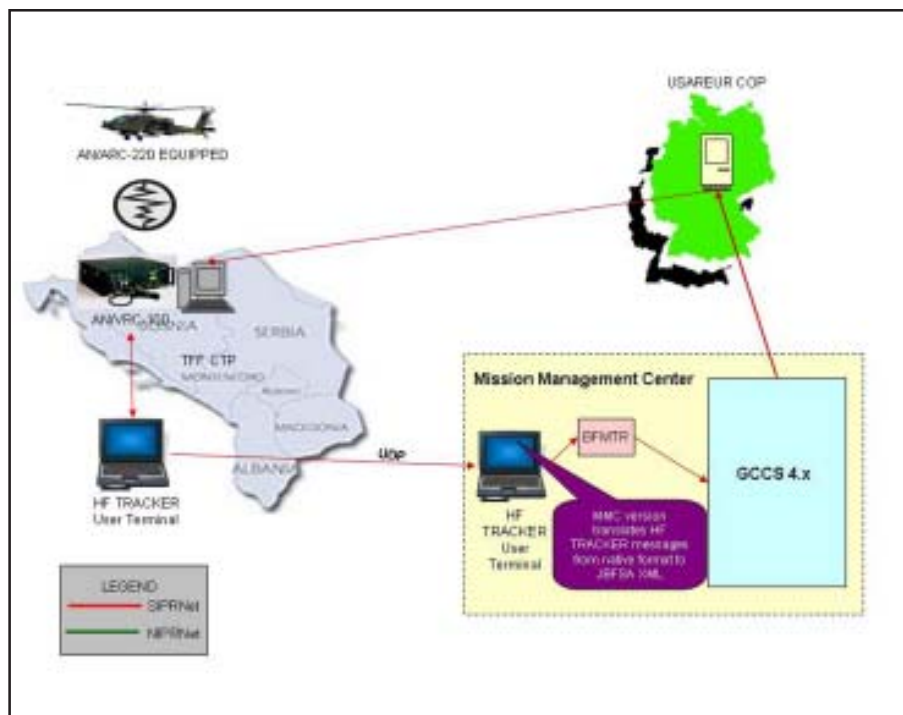 USAREUR COP
AN/ARC-220 EQUIPPED
AN/VRC-100
SERBIA
TFF CTP
MONTENEGRO
MACEDONIA
ALBANIA
HF TRACKER
User Terminal
UDP
Mission Management Center
BFMTR
GCCS 4.x
HF
TRACKER
User
Terminal
MMC version
translates HF
TRACKER messages
from native format to
JBFSA XML
LEGEND
SIPRNet
NIPRNet